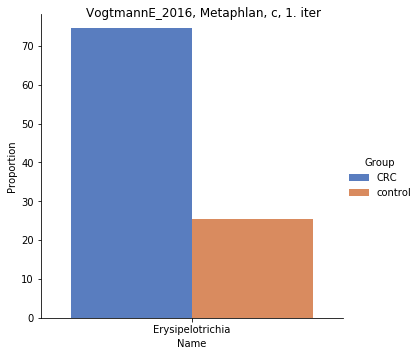 VogtmannE_2016, Metaphlan, c, 1. iter
70
60
50
40
30
20
10
0
Proportion
Erysipelotrichia
Name
Group
CRC
control